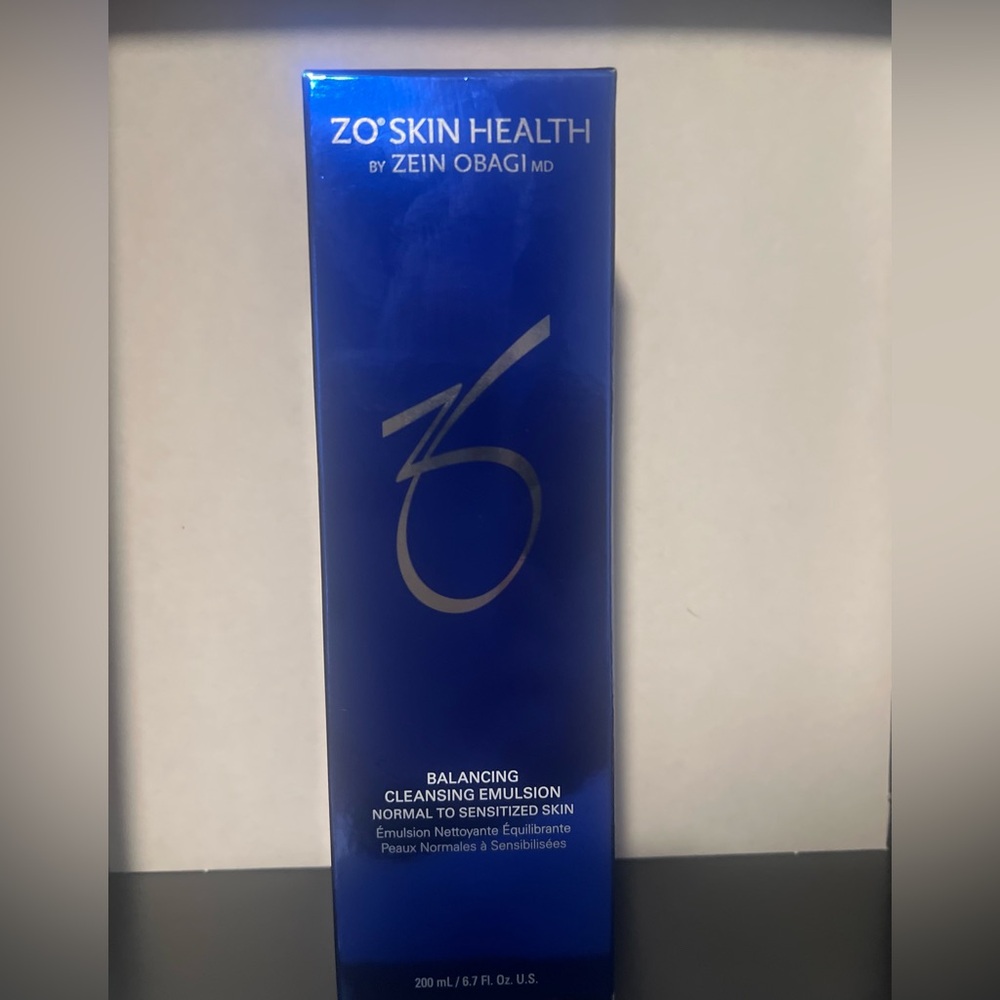 ZO® SKIN HEALTH
BY ZEIN OBAGI MD
BALANCING
CLEANSING EMULSION
NORMAL TO SENSITIZED SKIN
Émulsion Nettoyante Équilibrante
Peaux Normales à Sensibilisées
200 mL / 6.7 Fl. Oz. U.S.